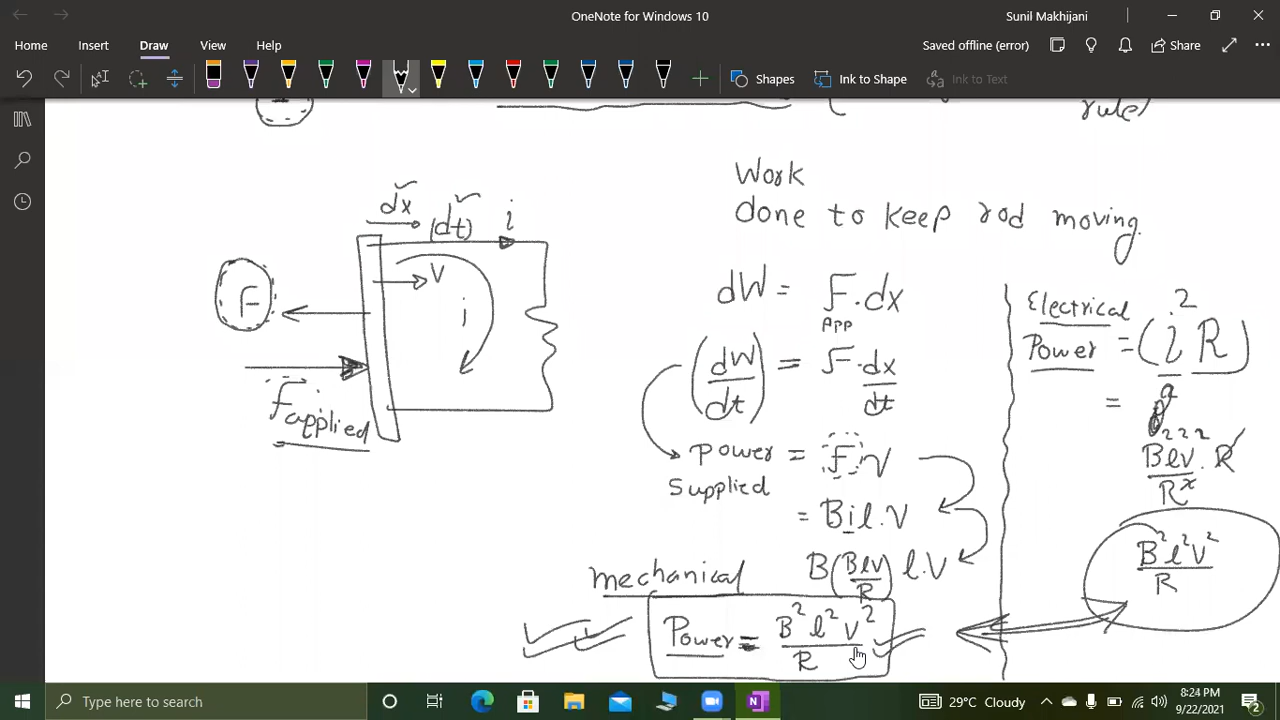 OneNote for Windows 10
Sunil Makhijani
Home Insert Draw View Help
Saved offline (error)
Share
Shapes
Ink to Shape
Ink to Text
rule)
Work
done to keep rod moving.
dx
(dt) i
V
F
i
Fapplied
dW = F.dx
APP
(dW/dt) = F.dx/dt
Power = F.V
Supplied
= Bil.V
B(Blv/R) l.V
mechanical
Power = B²l²v²/R
Electrical
Power = (i²R)
=
B²l²v²/R².R
B²l²v²/R
Type here to search
29°C Cloudy
8:24 PM
9/22/2021
2